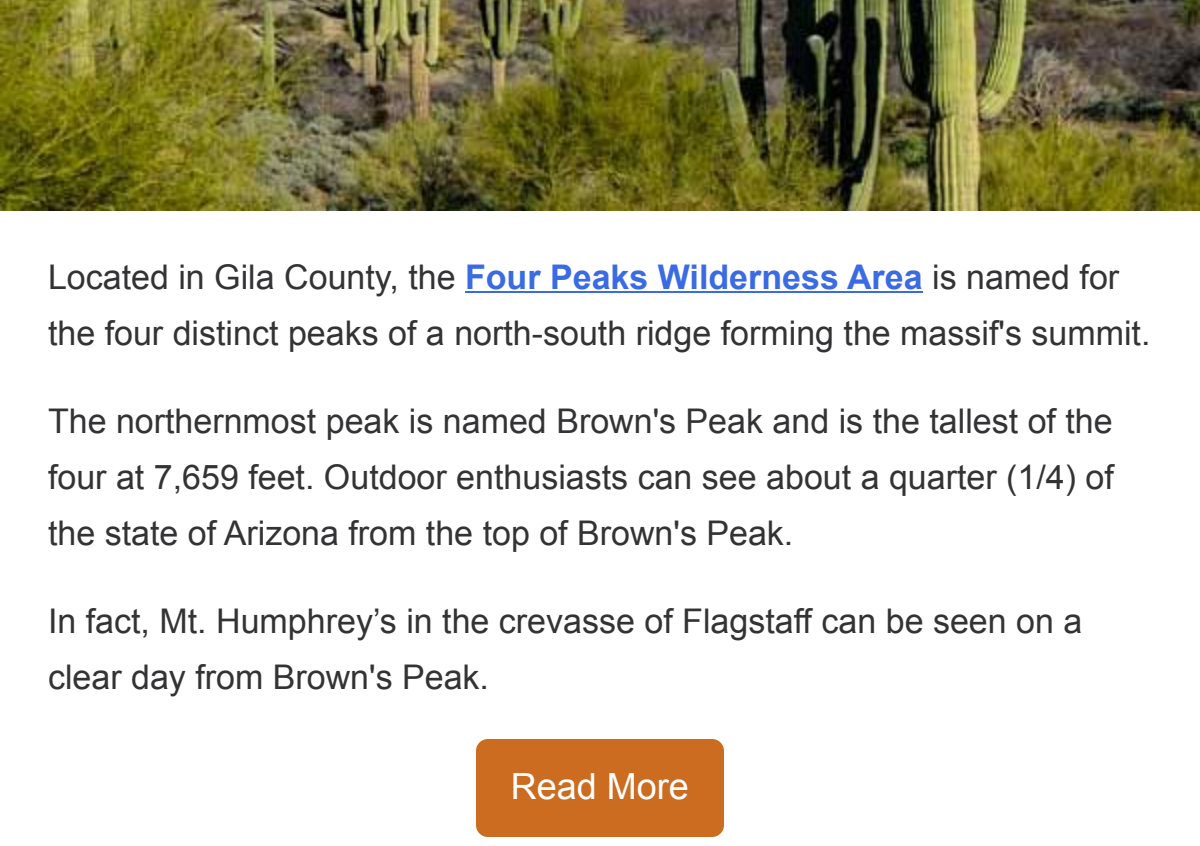 Located in Gila County, the Four Peaks Wilderness Area is named for
the four distinct peaks of a north-south ridge forming the massif's summit.
The northernmost peak is named Brown's Peak and is the tallest of the
four at 7,659 feet. Outdoor enthusiasts can see about a quarter (1/4) of
the state of Arizona from the top of Brown's Peak.
In fact, Mt. Humphrey’s in the crevasse of Flagstaff can be seen on a
clear day from Brown's Peak.
Read More